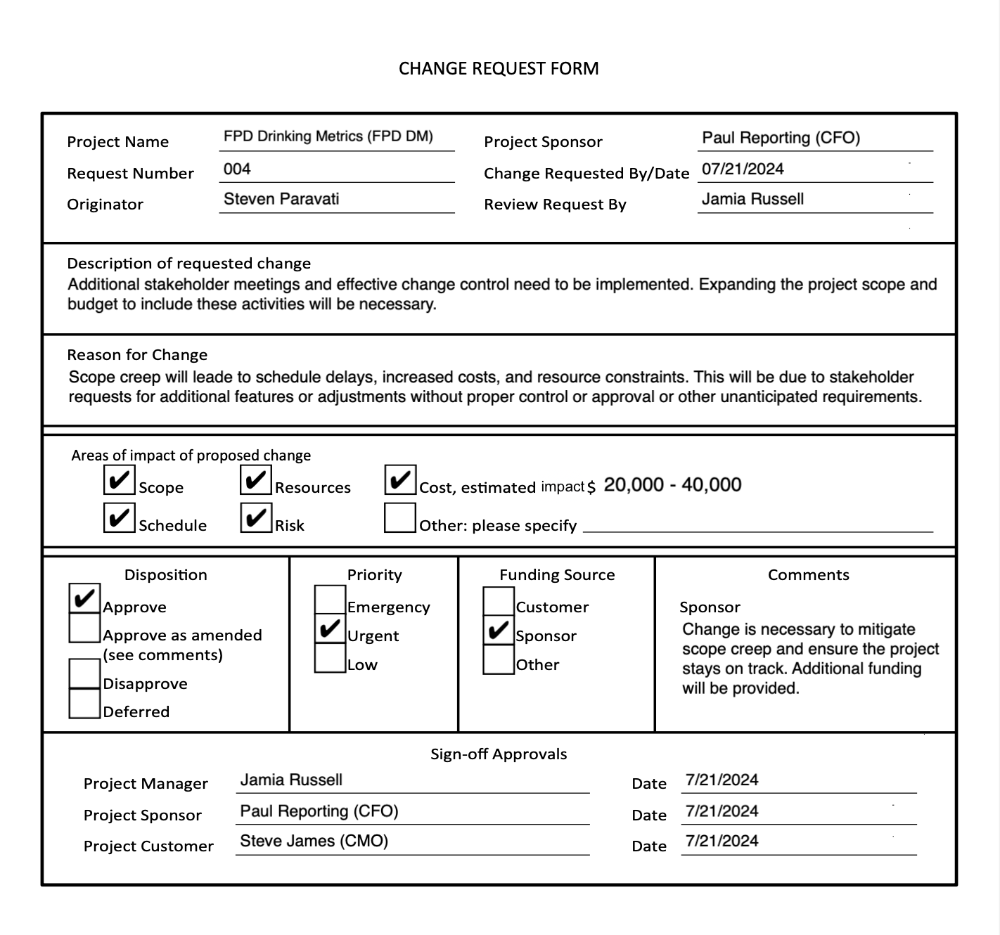 CHANGE REQUEST FORM
Project Name FPD Drinking Metrics (FPD DM) Project Sponsor Paul Reporting (CFO)
Request Number 004 Change Requested By/Date 07/21/2024
Originator Steven Paravati Review Request By Jamia Russell
Description of requested change
Additional stakeholder meetings and effective change control need to be implemented. Expanding the project scope and
budget to include these activities will be necessary.
Reason for Change
Scope creep will leade to schedule delays, increased costs, and resource constraints. This will be due to stakeholder
requests for additional features or adjustments without proper control or approval or other unanticipated requirements.
Areas of impact of proposed change
✔ Scope ✔ Resources ✔ Cost, estimated impact $ 20,000 - 40,000
✔ Schedule ✔ Risk Other: please specify
Disposition
✔ Approve
Approve as amended
(see comments)
Disapprove
Deferred
Priority
Emergency
✔ Urgent
Low
Funding Source
Customer
✔ Sponsor
Other
Comments
Sponsor
Change is necessary to mitigate
scope creep and ensure the project
stays on track. Additional funding
will be provided.
Sign-off Approvals
Project Manager Jamia Russell Date 7/21/2024
Project Sponsor Paul Reporting (CFO) Date 7/21/2024
Project Customer Steve James (CMO) Date 7/21/2024